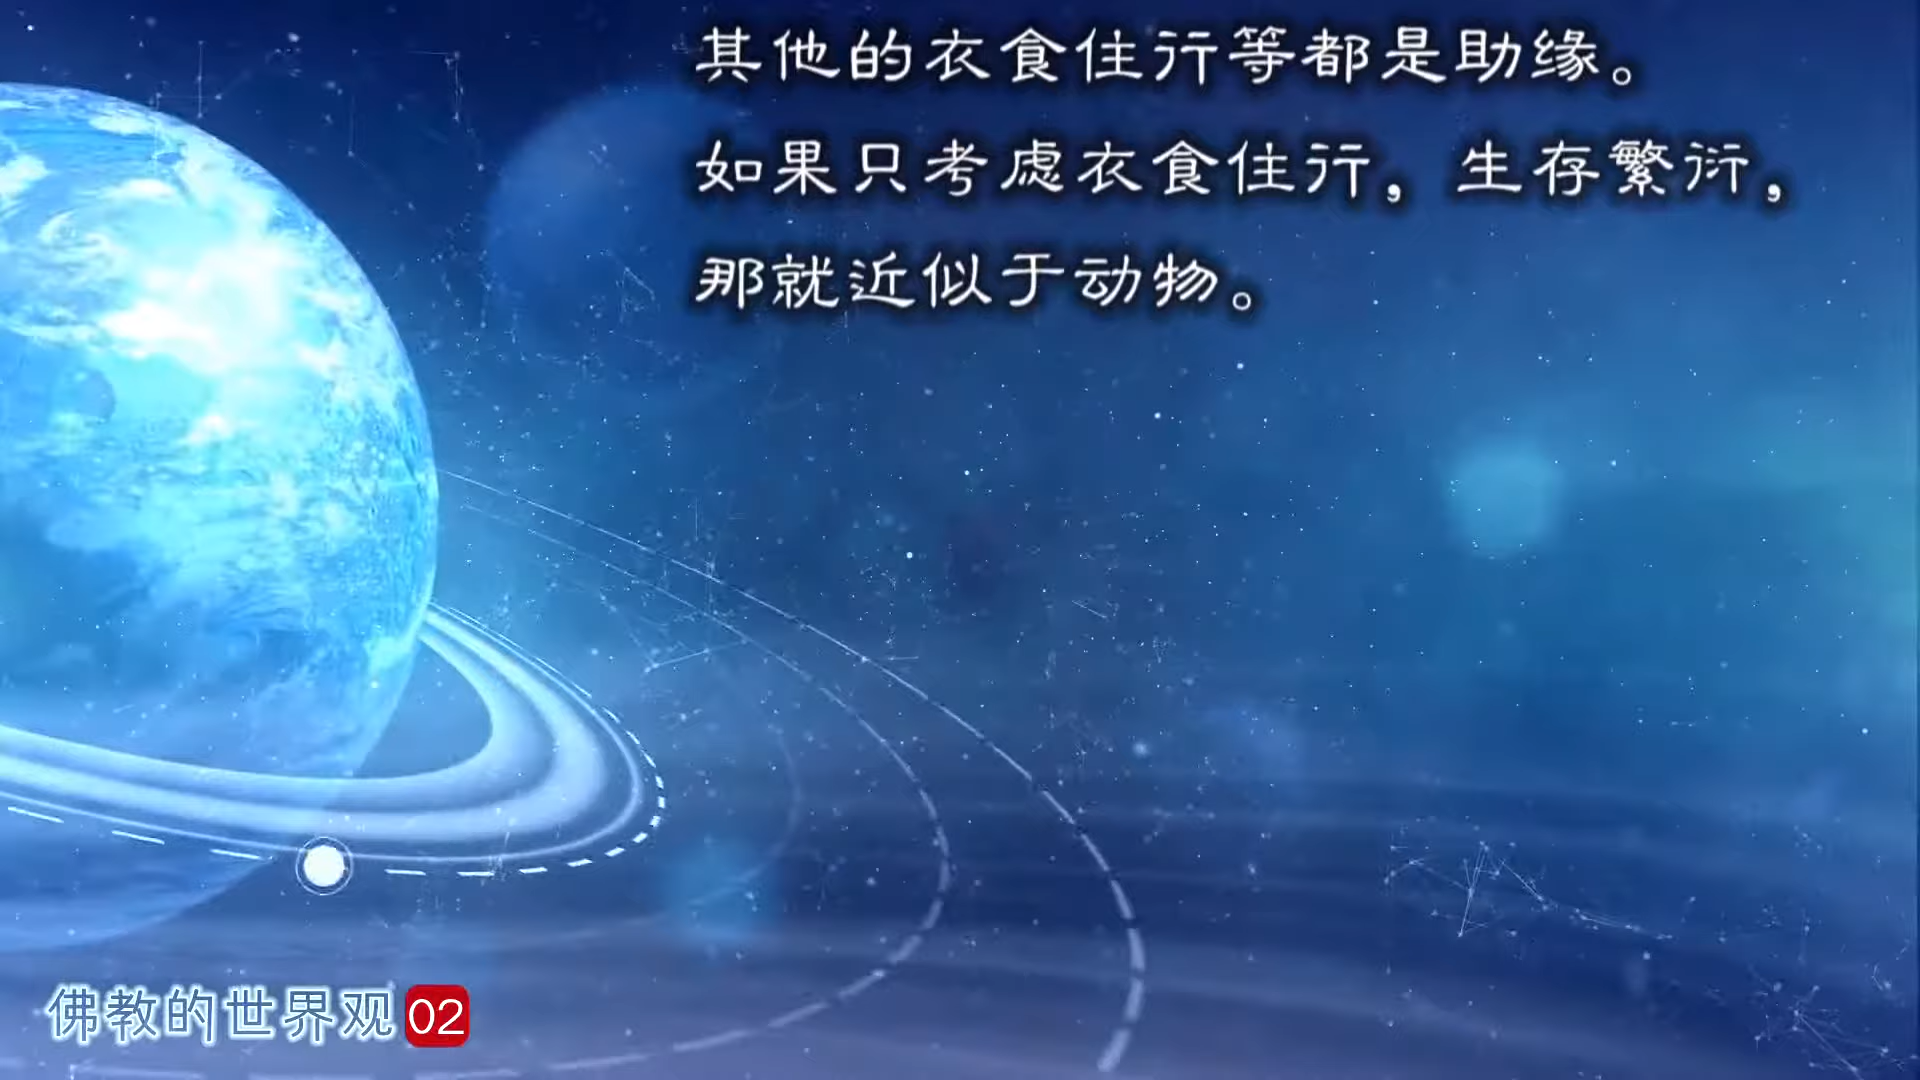 其他的衣食住行等都是助缘。
如果只考虑衣食住行，生存繁衍，
那就近似于动物。
佛教的世界观 02